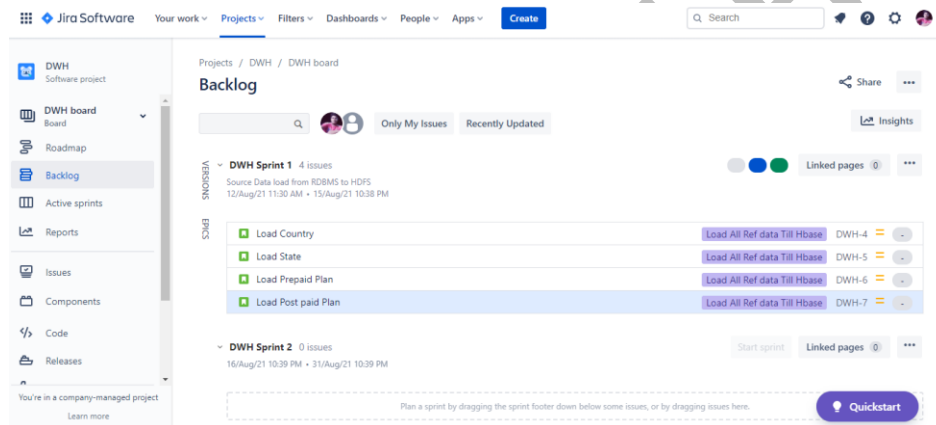 Jira Software Your work Projects Filters Dashboards People Apps Create Search
DWH
Software project
DWH board
Board
Roadmap
Backlog
Active sprints
Reports
Issues
Components
Code
Releases
You're in a company-managed project
Learn more
Projects / DWH / DWH board
Backlog
Share
Only My Issues Recently Updated
Insights
VERSIONS
EPICS
DWH Sprint 1 4 issues
Linked pages 0
Source Data load from RDBMS to HDFS
12/Aug/21 11:30 AM • 15/Aug/21 10:38 PM
Load Country Load All Ref data Till Hbase DWH-4 -
Load State Load All Ref data Till Hbase DWH-5 -
Load Prepaid Plan Load All Ref data Till Hbase DWH-6 -
Load Post paid Plan Load All Ref data Till Hbase DWH-7 -
DWH Sprint 2 0 issues Start sprint Linked pages 0
16/Aug/21 10:39 PM • 31/Aug/21 10:39 PM
Plan a sprint by dragging the sprint footer down below some issues, or by dragging issues here.
Quickstart